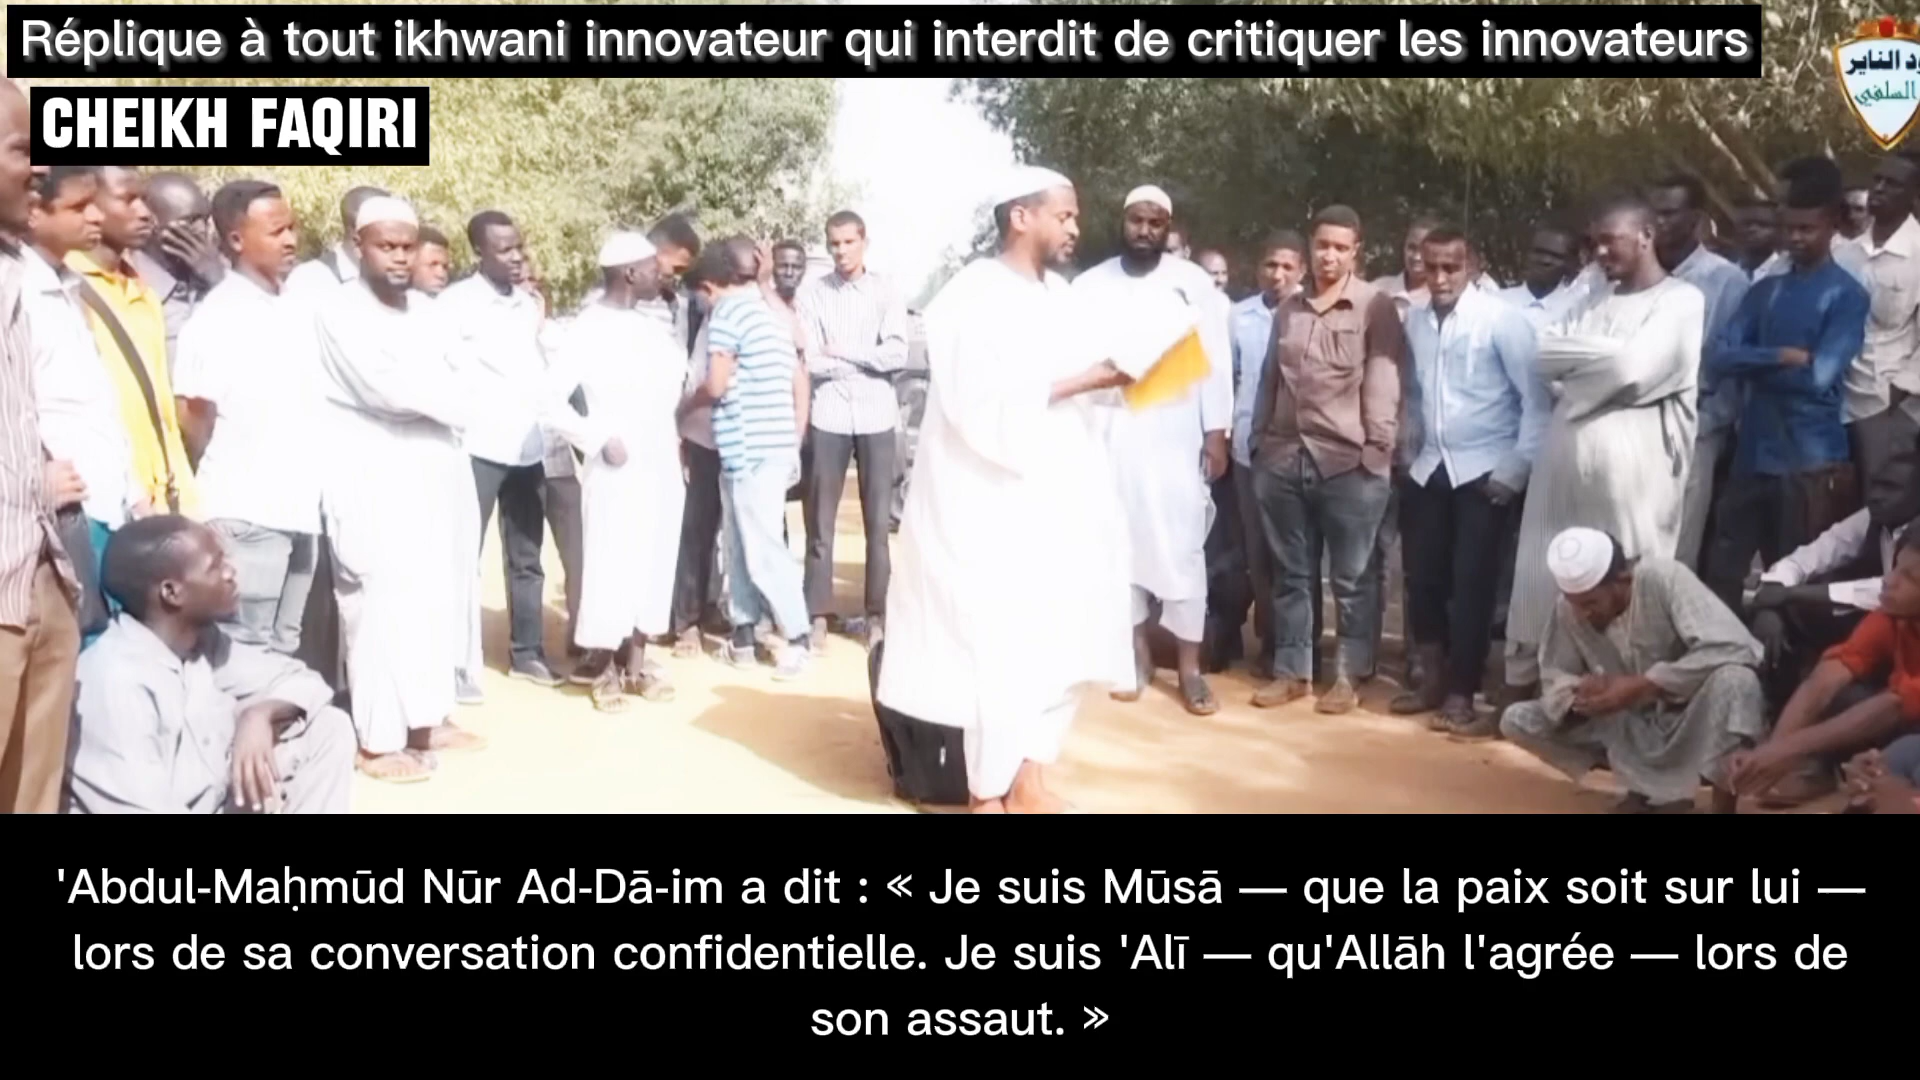 Réplique à tout ikhwani innovateur qui interdit de critiquer les innovateurs
CHEIKH FAQIRI
الناير
السلفي
'Abdul-Maḥmūd Nūr Ad-Dā-im a dit : « Je suis Mūsā — que la paix soit sur lui —
lors de sa conversation confidentielle. Je suis 'Alī — qu'Allāh l'agrée — lors de
son assaut. »